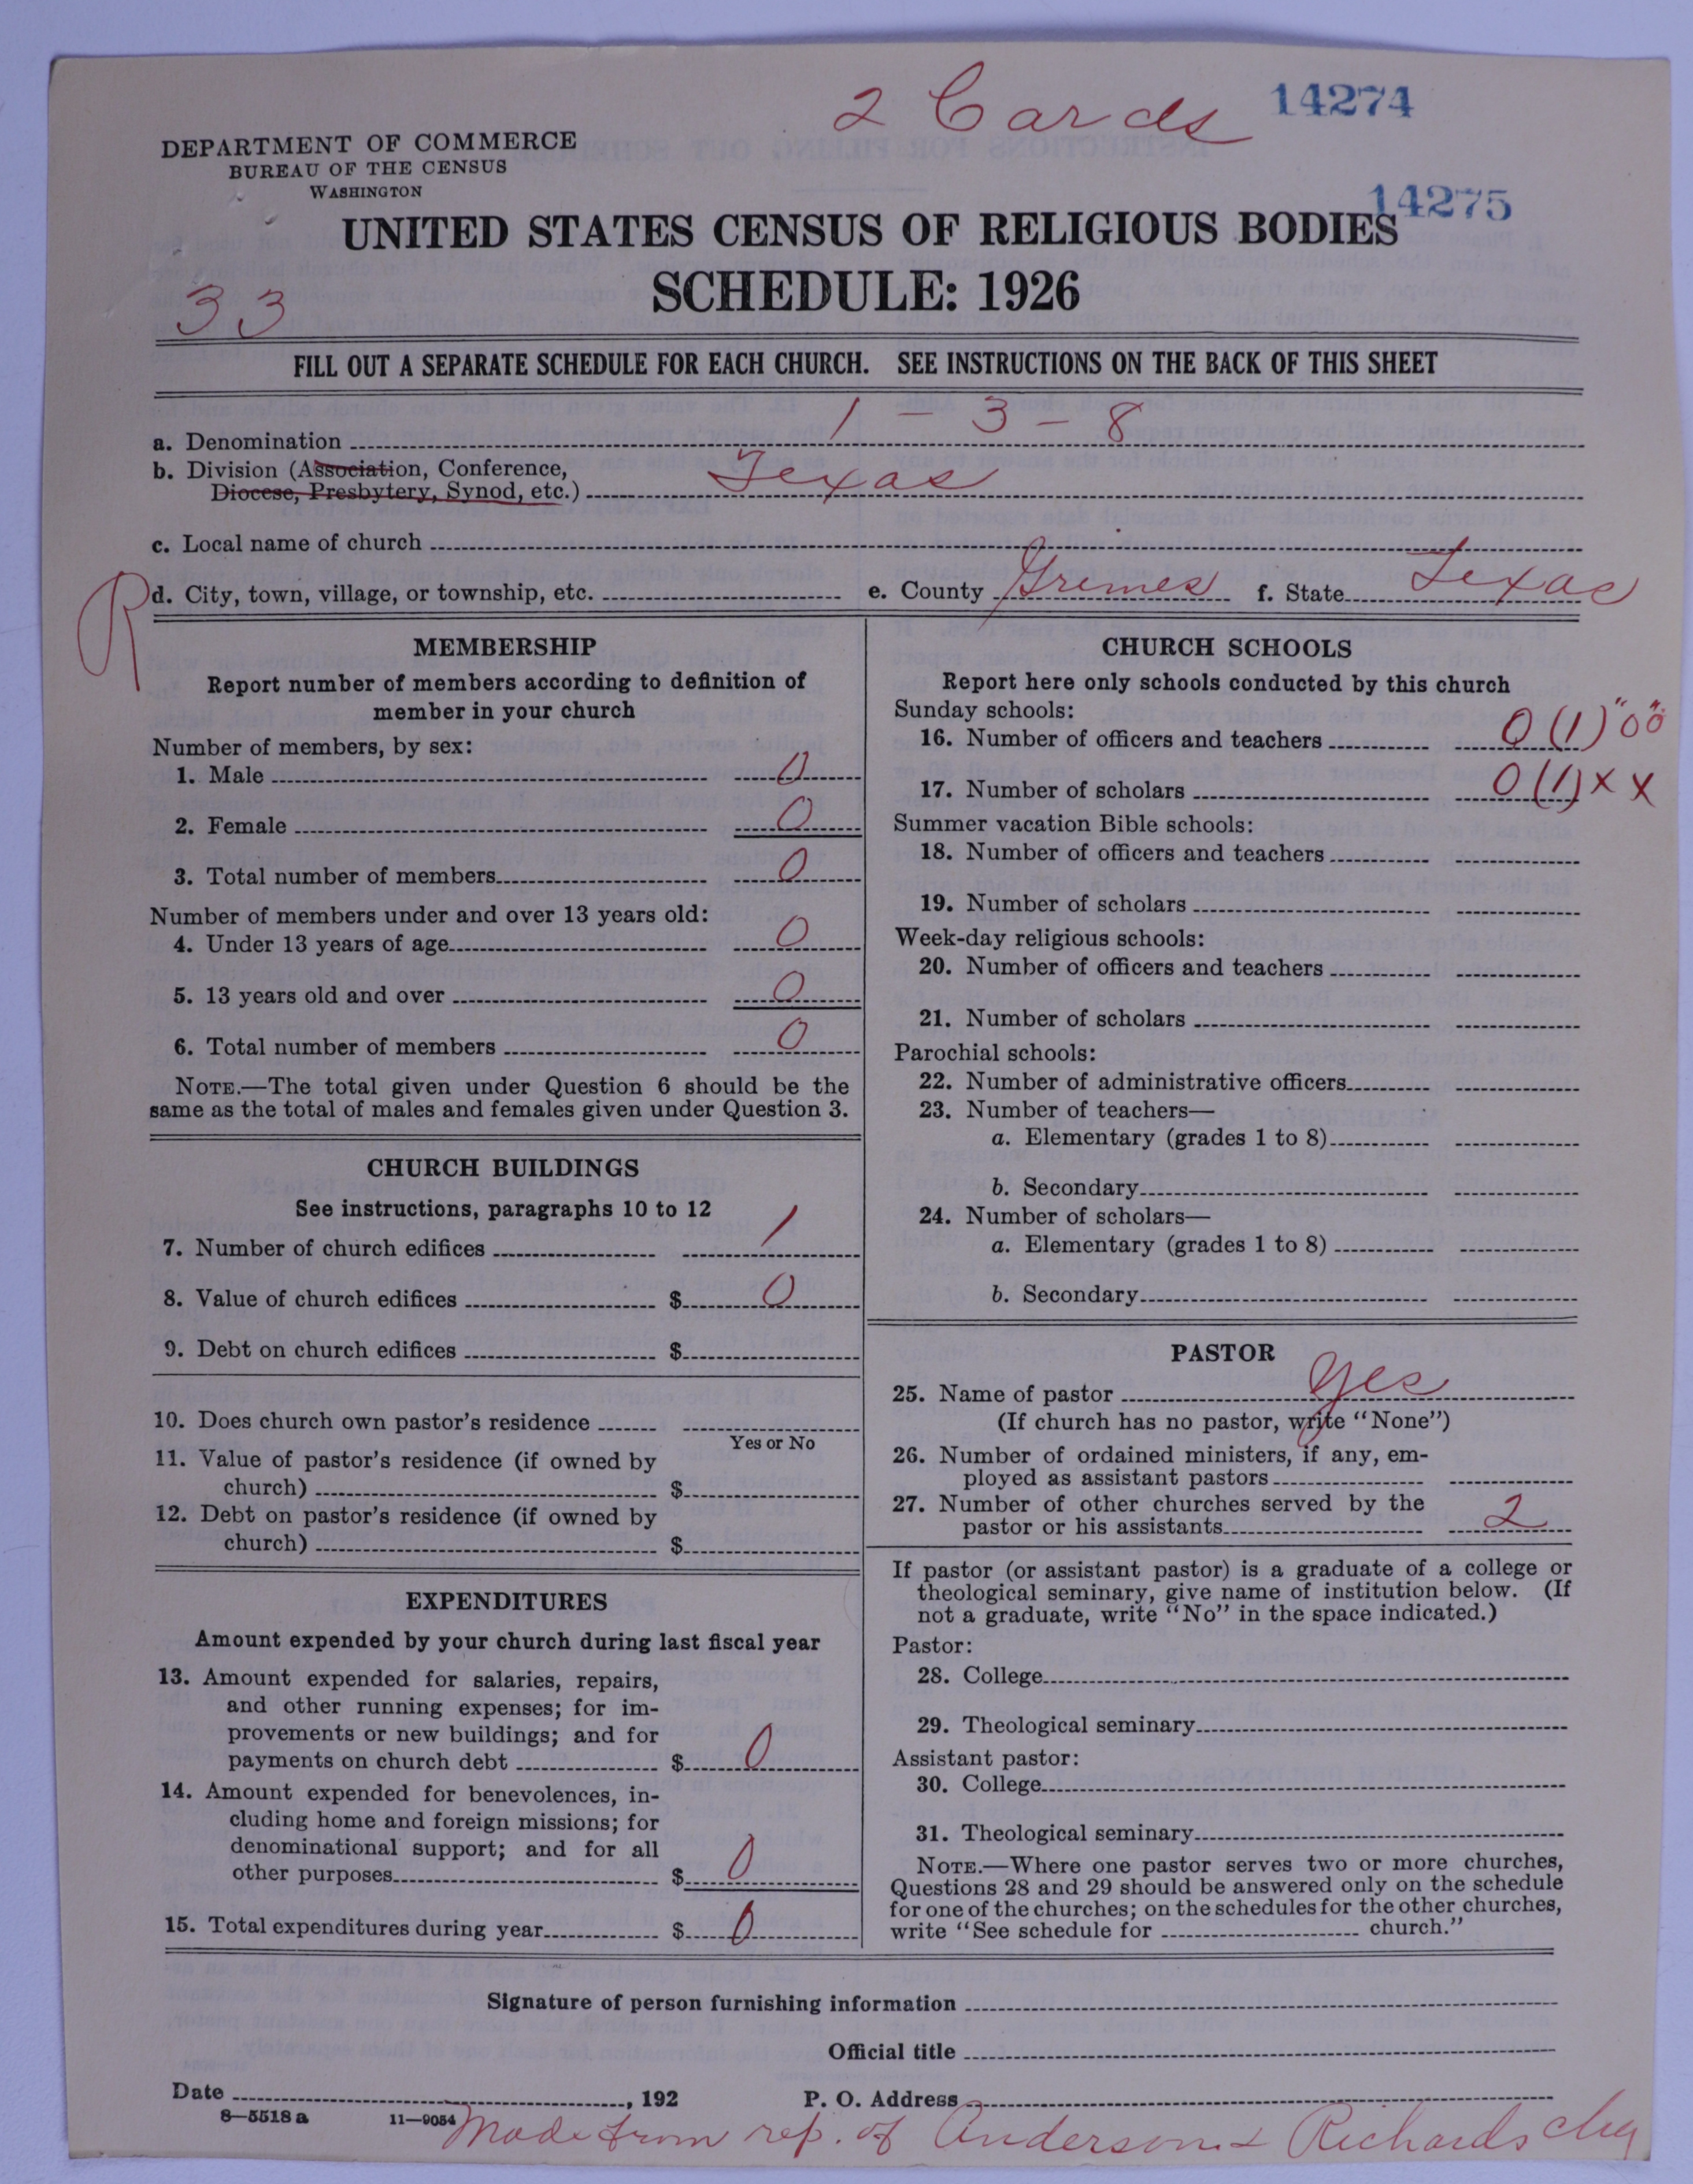 2 Cards 14274
DEPARTMENT OF COMMERCE
BUREAU OF THE CENSUS
WASHINGTON
14275
UNITED STATES CENSUS OF RELIGIOUS BODIES
SCHEDULE: 1926
33
FILL OUT A SEPARATE SCHEDULE FOR EACH CHURCH. SEE INSTRUCTIONS ON THE BACK OF THIS SHEET
a. Denomination 1 – 3 – 8
b. Division (Association, Conference,
Diocese, Presbytery, Synod, etc.) Texas
c. Local name of church
R
d. City, town, village, or township, etc. e. County Grimes f. State Texas
MEMBERSHIP
Report number of members according to definition of
member in your church
Number of members, by sex:
1. Male 0
2. Female 0
3. Total number of members 0
Number of members under and over 13 years old:
4. Under 13 years of age 0
5. 13 years old and over 0
6. Total number of members 0
NOTE.—The total given under Question 6 should be the
same as the total of males and females given under Question 3.
CHURCH BUILDINGS
See instructions, paragraphs 10 to 12
7. Number of church edifices 1
8. Value of church edifices $ 0
9. Debt on church edifices $
10. Does church own pastor's residence
Yes or No
11. Value of pastor's residence (if owned by
church) $
12. Debt on pastor's residence (if owned by
church) $
EXPENDITURES
Amount expended by your church during last fiscal year
13. Amount expended for salaries, repairs,
and other running expenses; for im-
provements or new buildings; and for
payments on church debt $ 0
14. Amount expended for benevolences, in-
cluding home and foreign missions; for
denominational support; and for all
other purposes $ 0
15. Total expenditures during year $ 0
CHURCH SCHOOLS
Report here only schools conducted by this church
Sunday schools:
16. Number of officers and teachers 0 (1) "00"
17. Number of scholars 0 (1) x x
Summer vacation Bible schools:
18. Number of officers and teachers
19. Number of scholars
Week-day religious schools:
20. Number of officers and teachers
21. Number of scholars
Parochial schools:
22. Number of administrative officers
23. Number of teachers—
a. Elementary (grades 1 to 8)
b. Secondary
24. Number of scholars—
a. Elementary (grades 1 to 8)
b. Secondary
PASTOR
25. Name of pastor Yes
(If church has no pastor, write "None")
26. Number of ordained ministers, if any, em-
ployed as assistant pastors
27. Number of other churches served by the
pastor or his assistants 2
If pastor (or assistant pastor) is a graduate of a college or
theological seminary, give name of institution below. (If
not a graduate, write "No" in the space indicated.)
Pastor:
28. College
29. Theological seminary
Assistant pastor:
30. College
31. Theological seminary
NOTE.—Where one pastor serves two or more churches,
Questions 28 and 29 should be answered only on the schedule
for one of the churches; on the schedules for the other churches,
write "See schedule for church."
Signature of person furnishing information
Official title
Date , 192 P. O. Address
8—5518 a 11—9054
Made from rep. of Anderson & Richards chg